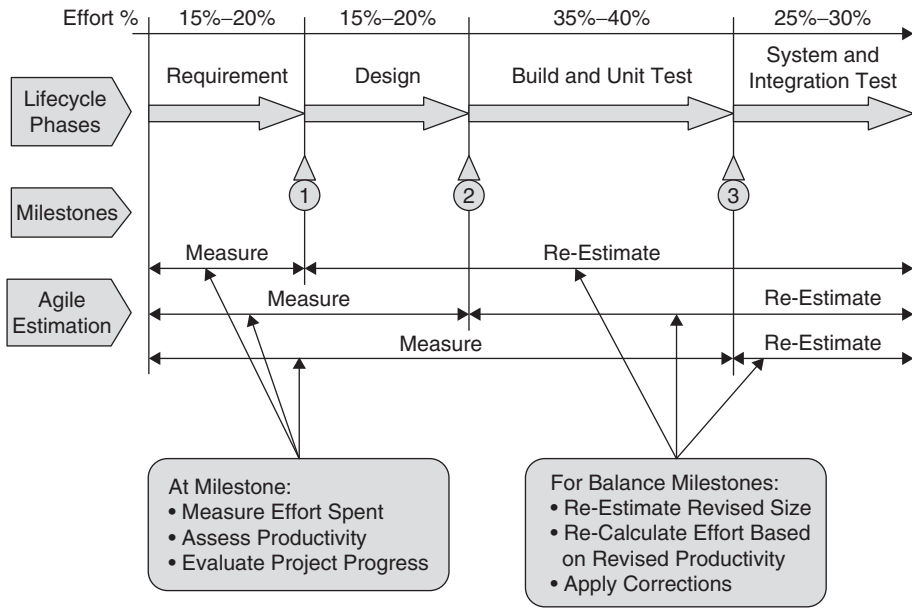 Effort % 15%–20% 15%–20% 35%–40% 25%–30%
Requirement Design Build and Unit Test System and
Integration Test
Lifecycle
Phases
Milestones 1 2 3
Measure Re-Estimate
Agile
Estimation
Measure Re-Estimate
Measure Re-Estimate
At Milestone:
• Measure Effort Spent
• Assess Productivity
• Evaluate Project Progress
For Balance Milestones:
• Re-Estimate Revised Size
• Re-Calculate Effort Based
on Revised Productivity
• Apply Corrections